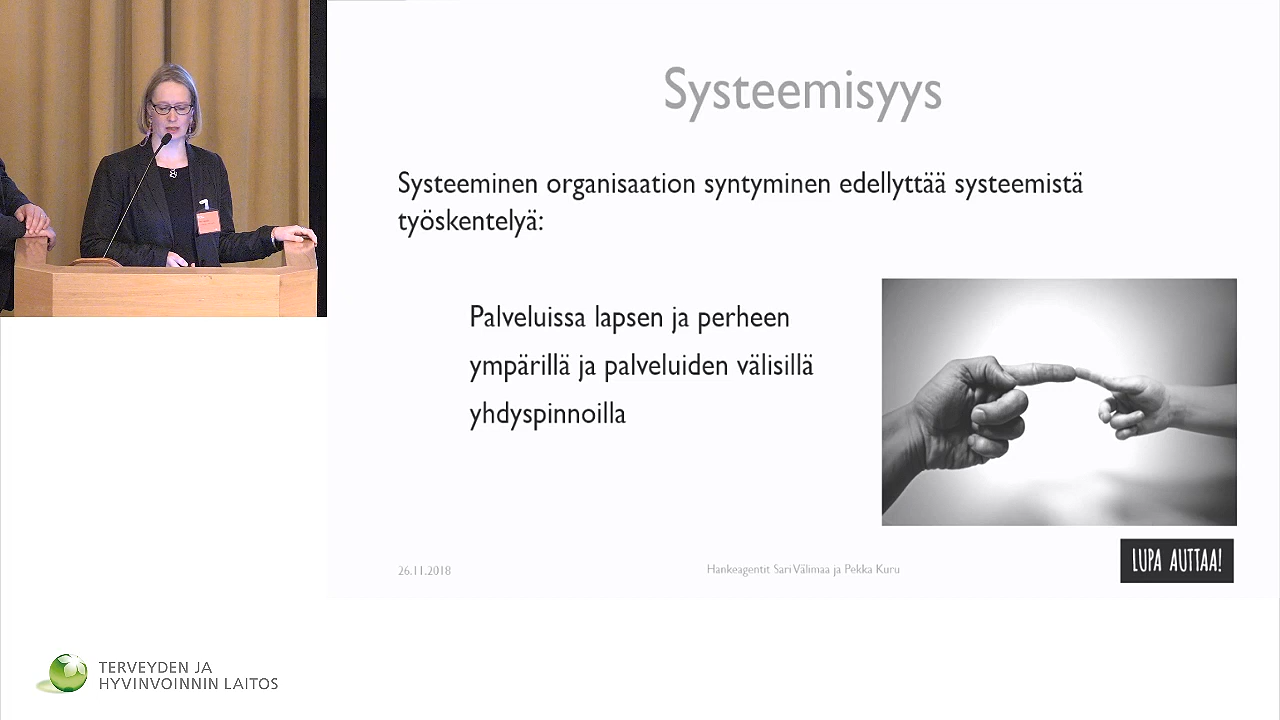 Systeemisyys
Systeeminen organisaation syntyminen edellyttää systeemistä
työskentelyä:
Palveluissa lapsen ja perheen
ympärillä ja palveluiden välisillä
yhdyspinnoilla
LUPA AUTTAA!
26.11.2018
Hankeagentit Sari Välimaa ja Pekka Kuru
TERVEYDEN JA
HYVINVOINNIN LAITOS